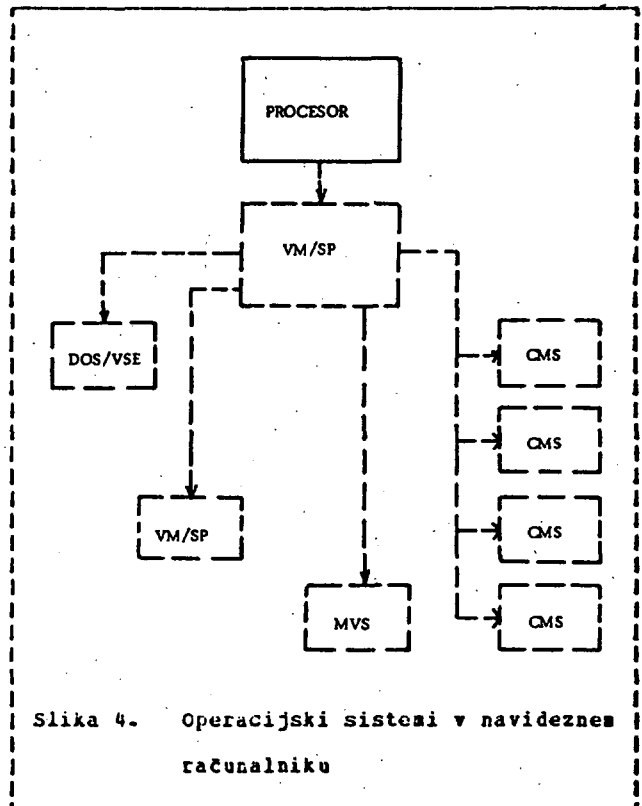 PROCESOR
VM/SP
DOS/VSE
CMS
CMS
VM/SP
CMS
MVS
CMS
Slika 4. Operacijski sistemi v navideznem
računalniku